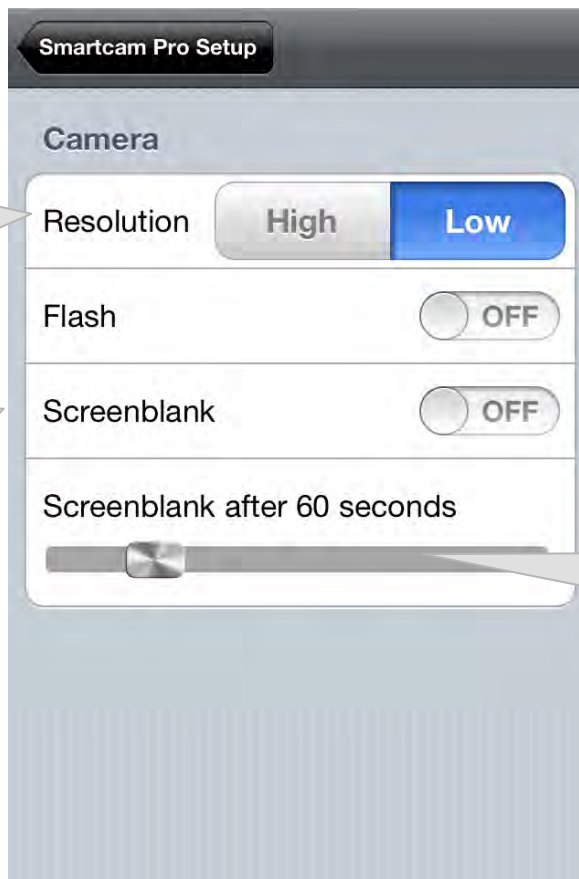 Smartcam Pro Setup
Camera
Resolution High Low
Flash OFF
Screenblank OFF
Screenblank after 60 seconds